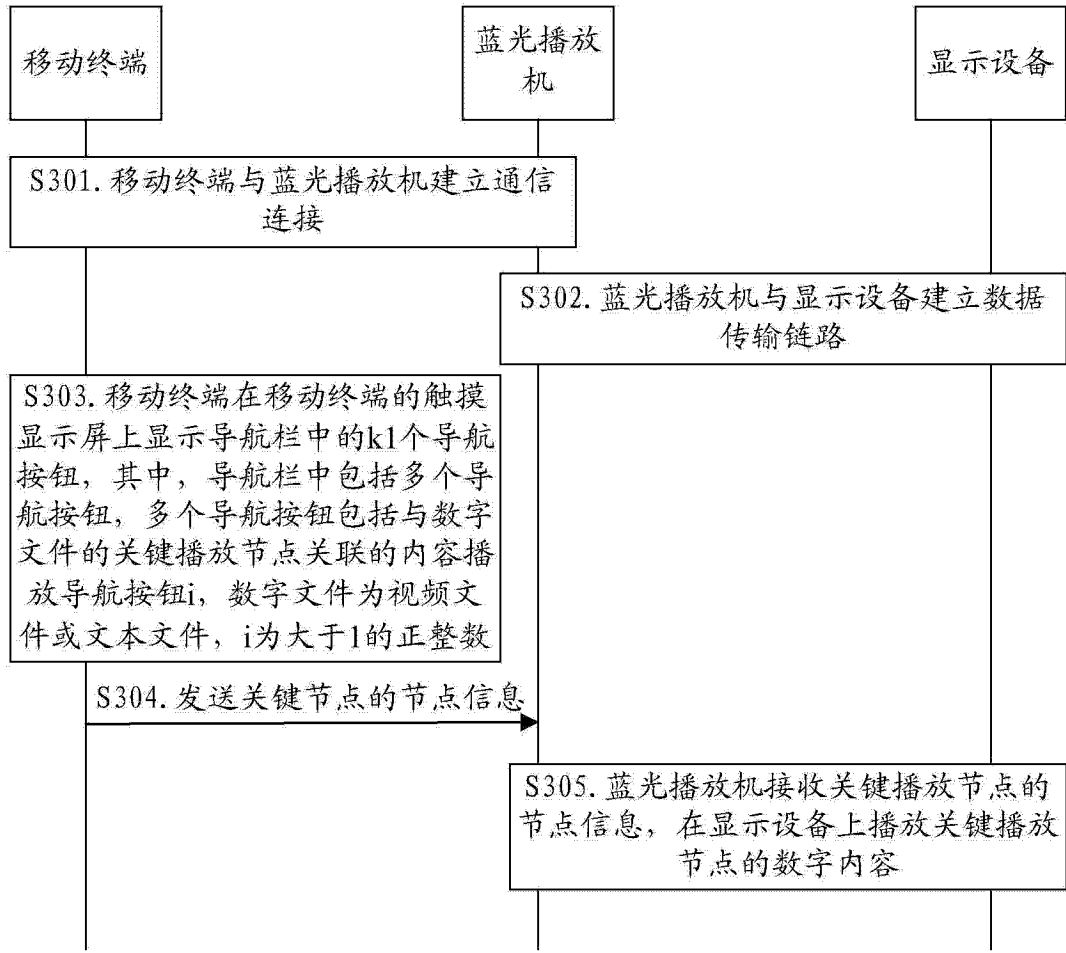 移动终端
蓝光播放
机
显示设备
S301.移动终端与蓝光播放机建立通信
连接
S302.蓝光播放机与显示设备建立数据
传输链路
S303.移动终端在移动终端的触摸
显示屏上显示导航栏中的k1个导航
按钮，其中，导航栏中包括多个导
航按钮，多个导航按钮包括与数字
文件的关键播放节点关联的内容播
放导航按钮i，数字文件为视频文
件或文本文件，i为大于1的正整数
S304.发送关键节点的节点信息
S305.蓝光播放机接收关键播放节点的
节点信息，在显示设备上播放关键播放
节点的数字内容